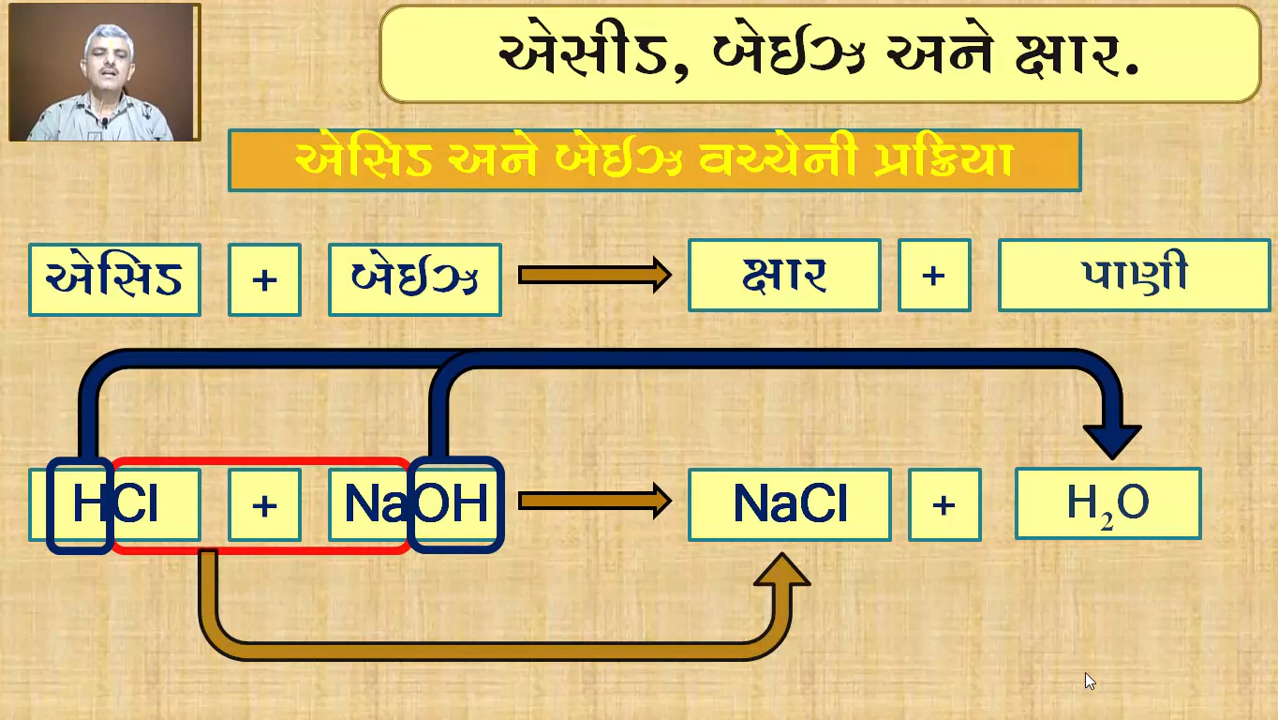 એસીડ, બેઇઝ અને ક્ષાર.
એસિડ અને બેઇઝ વચ્ચેની પ્રક્રિયા
એસિડ + બેઇઝ ક્ષાર + પાણી
HCl + NaOH NaCl + H₂O